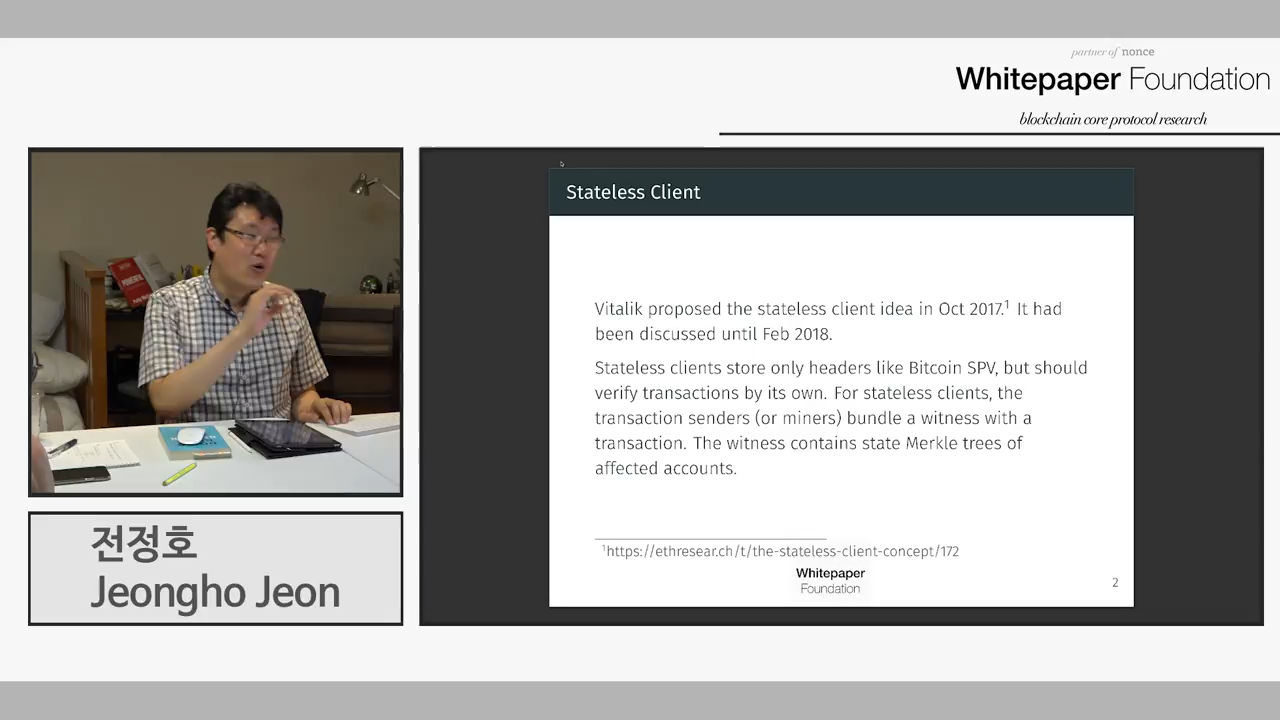 partner of nonce
Whitepaper Foundation
blockchain core protocol research
Stateless Client
Vitalik proposed the stateless client idea in Oct 2017.¹ It had
been discussed until Feb 2018.
Stateless clients store only headers like Bitcoin SPV, but should
verify transactions by its own. For stateless clients, the
transaction senders (or miners) bundle a witness with a
transaction. The witness contains state Merkle trees of
affected accounts.
¹https://ethresear.ch/t/the-stateless-client-concept/172
Whitepaper
Foundation
2
전정호
Jeongho Jeon